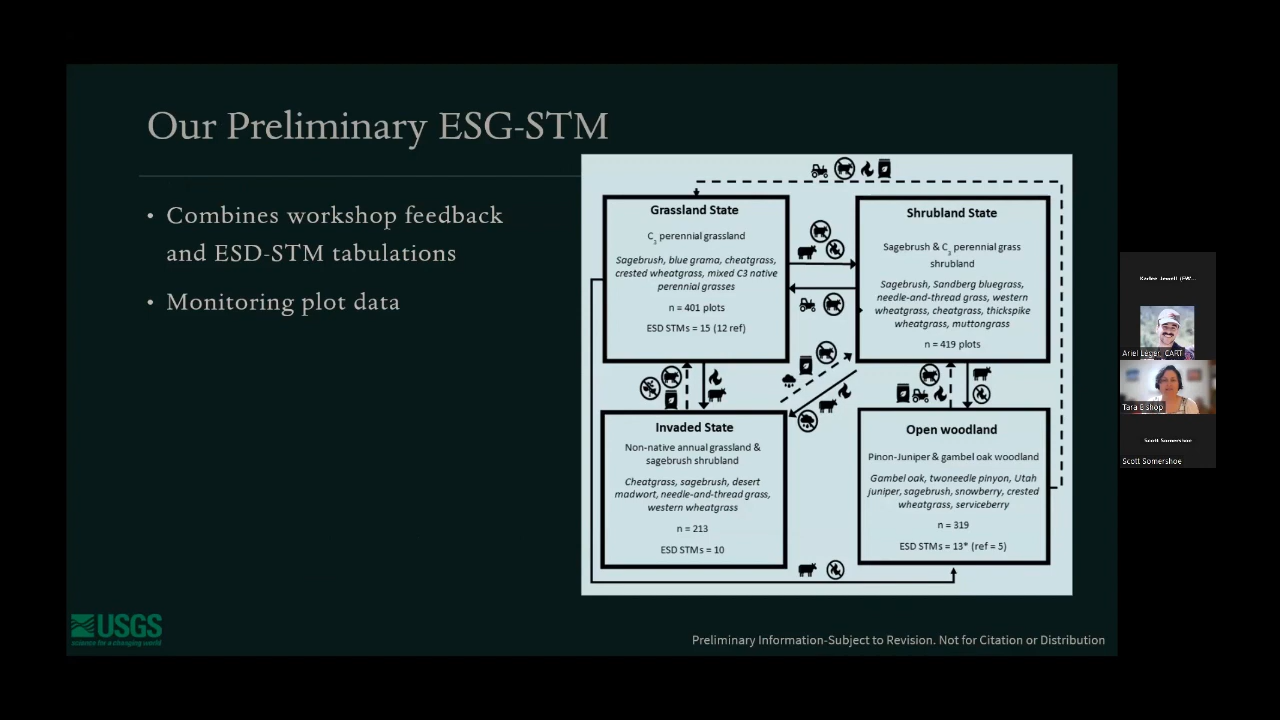 Our Preliminary ESG-STM
• Combines workshop feedback
and ESD-STM tabulations
• Monitoring plot data
Grassland State
C3 perennial grassland
Sagebrush, blue grama, cheatgrass,
crested wheatgrass, mixed C3 native
perennial grasses
n = 401 plots
ESD STMs = 15 (12 ref)
Shrubland State
Sagebrush & C3 perennial grass
shrubland
Sagebrush, Sandberg bluegrass,
needle-and-thread grass, western
wheatgrass, cheatgrass, thickspike
wheatgrass, muttongrass
n = 419 plots
Invaded State
Non-native annual grassland &
sagebrush shrubland
Cheatgrass, sagebrush, desert
madwort, needle-and-thread grass,
western wheatgrass
n = 213
ESD STMs = 10
Open woodland
Pinon-Juniper & gambel oak woodland
Gambel oak, twoneedle pinyon, Utah
juniper, sagebrush, snowberry, crested
wheatgrass, serviceberry
n = 319
ESD STMs = 13* (ref = 5)
USGS
science for a changing world
Preliminary Information-Subject to Revision. Not for Citation or Distribution
Ariel Leger, CART
Tara Bishop
Scott Somershoe
Scott Somershoe